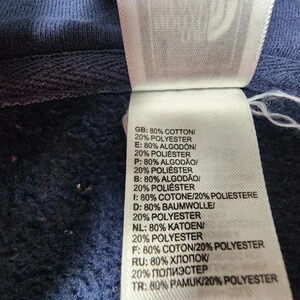 GB: 80% COTTON/
20% POLYESTER
E: 80% ALGODÓN/
20% POLIÉSTER
P: 80% ALGODÃO/
20% POLIÉSTER
B: 80% ALGODÃO/
20% POLIÉSTER
I: 80% COTONE/20% POLIESTERE
D: 80% BAUMWOLLE/
20% POLYESTER
NL: 80% KATOEN/
20% POLYESTER
F: 80% COTON/20% POLYESTER
RU: 80% ХЛОПОК/
20% ПОЛИЭСТЕР
TR: 80% PAMUK/20% POLYESTER